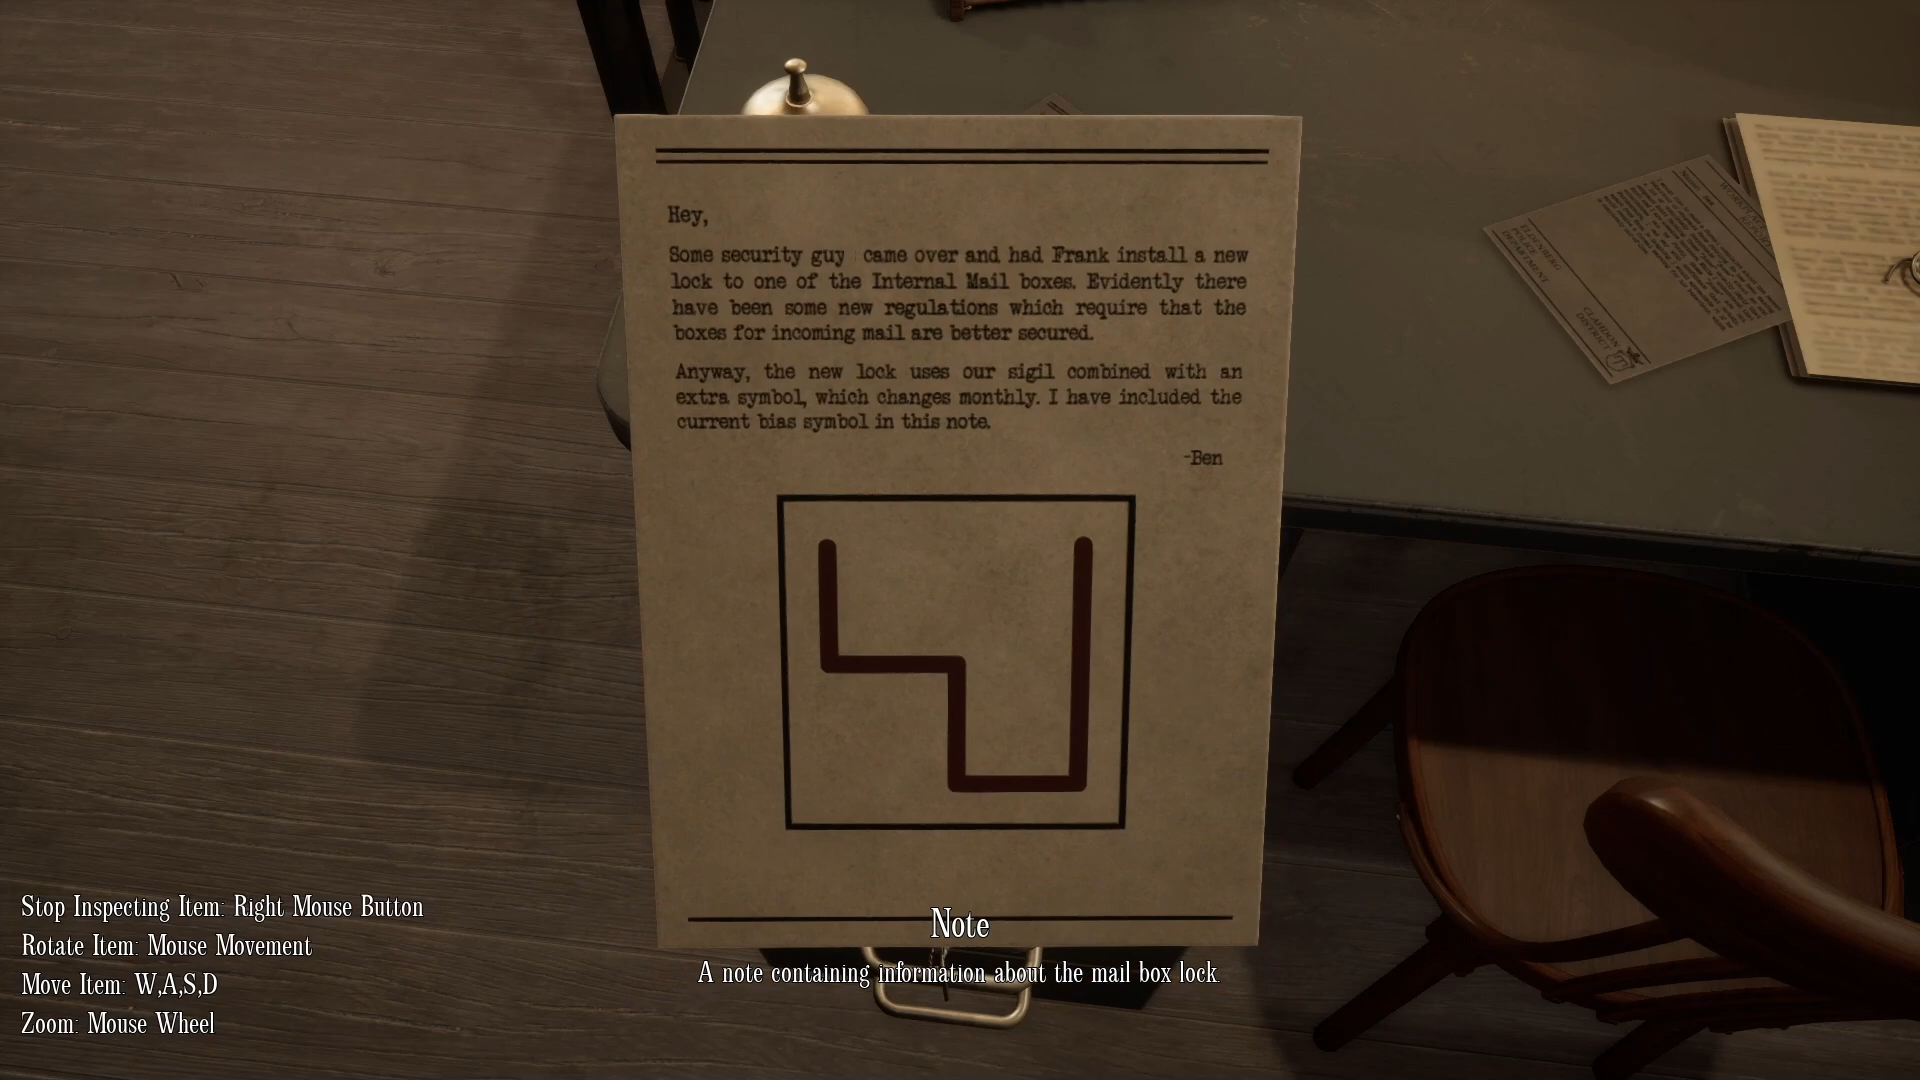 Hey,
Some security guy came over and had Frank install a new
lock to one of the Internal Mail boxes. Evidently there
have been some new regulations which require that the
boxes for incoming mail are better secured.
Anyway, the new lock uses our sigil combined with an
extra symbol, which changes monthly. I have included the
current bias symbol in this note.
-Ben
ELDENBERG
POLICE
DEPARTMENT
Note
A note containing information about the mail box lock.
Stop Inspecting Item: Right Mouse Button
Rotate Item: Mouse Movement
Move Item: W,A,S,D
Zoom: Mouse Wheel